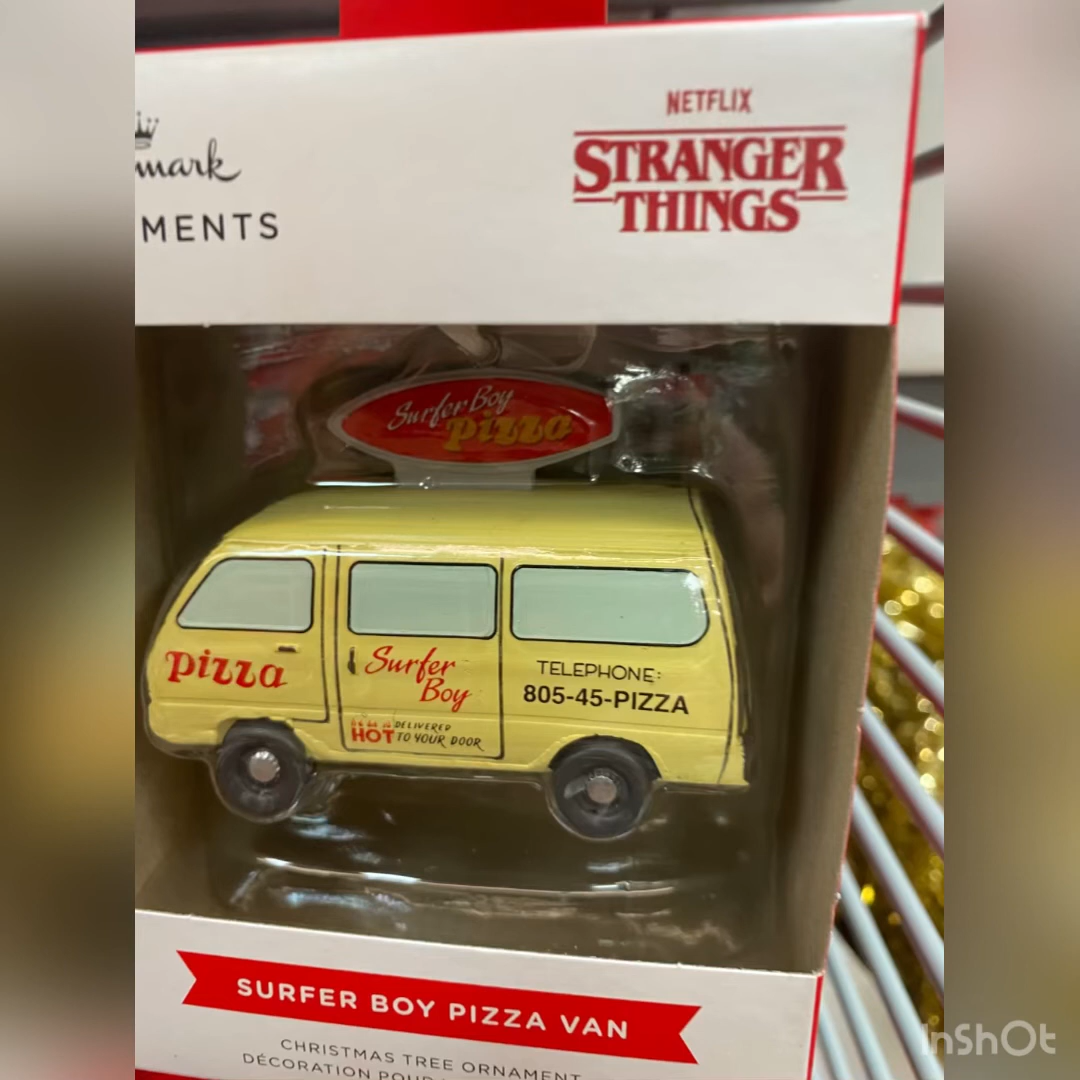 NETFLIX
STRANGER
THINGS
mark
MENTS
Surfer Boy
pizza
pizza
Surfer
Boy
HOT DELIVERED
TO YOUR DOOR
TELEPHONE:
805-45-PIZZA
SURFER BOY PIZZA VAN
CHRISTMAS TREE ORNAMENT
DÉCORATION POUR
InShOt